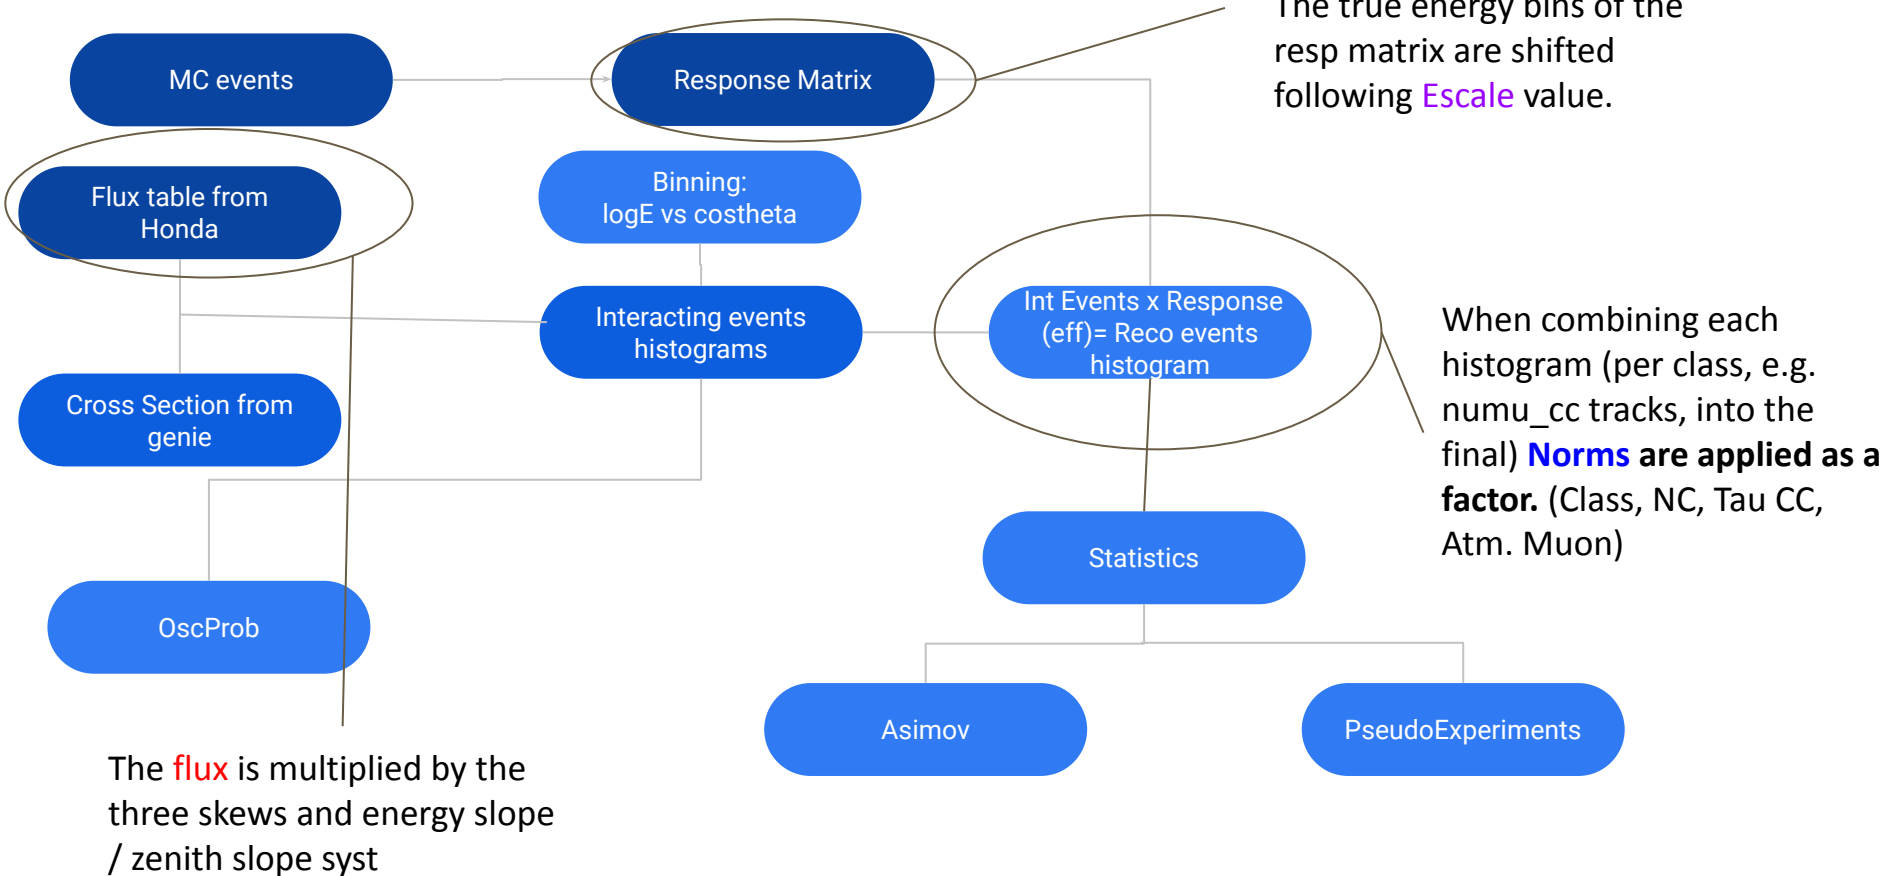 The true energy bins of the
resp matrix are shifted
following Escale value.
MC events
Response Matrix
Flux table from
Honda
Binning:
logE vs costheta
Interacting events
histograms
Int Events x Response
(eff)= Reco events
histogram
Cross Section from
genie
When combining each
histogram (per class, e.g.
numu_cc tracks, into the
final) Norms are applied as a
factor. (Class, NC, Tau CC,
Atm. Muon)
OscProb
Statistics
Asimov
PseudoExperiments
The flux is multiplied by the
three skews and energy slope
/ zenith slope syst